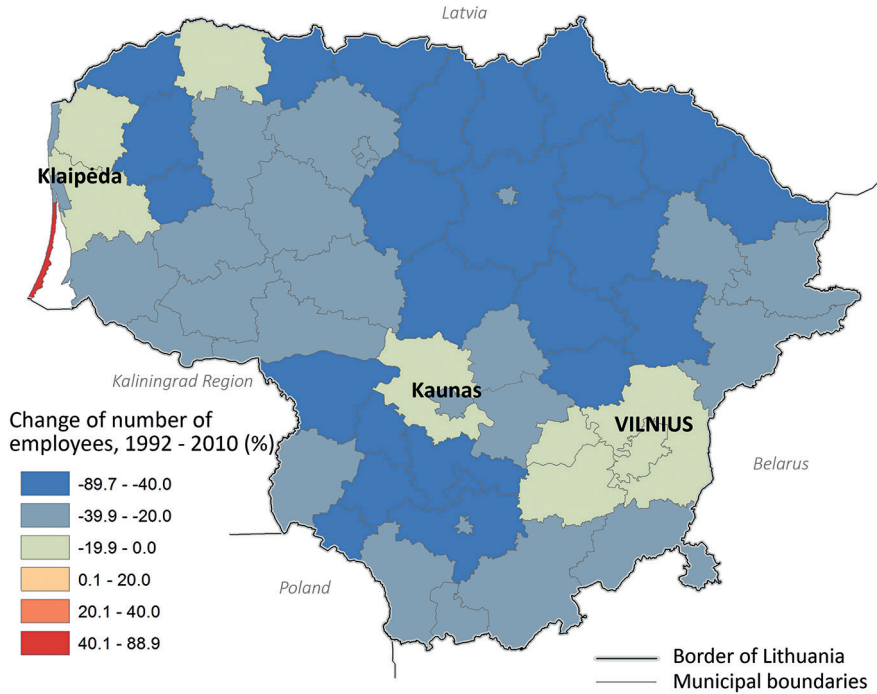 Latvia
Klaipėda
Kaliningrad Region
Kaunas
VILNIUS
Belarus
Poland
Change of number of
employees, 1992 - 2010 (%)
-89.7 - -40.0
-39.9 - -20.0
-19.9 - 0.0
0.1 - 20.0
20.1 - 40.0
40.1 - 88.9
Border of Lithuania
Municipal boundaries